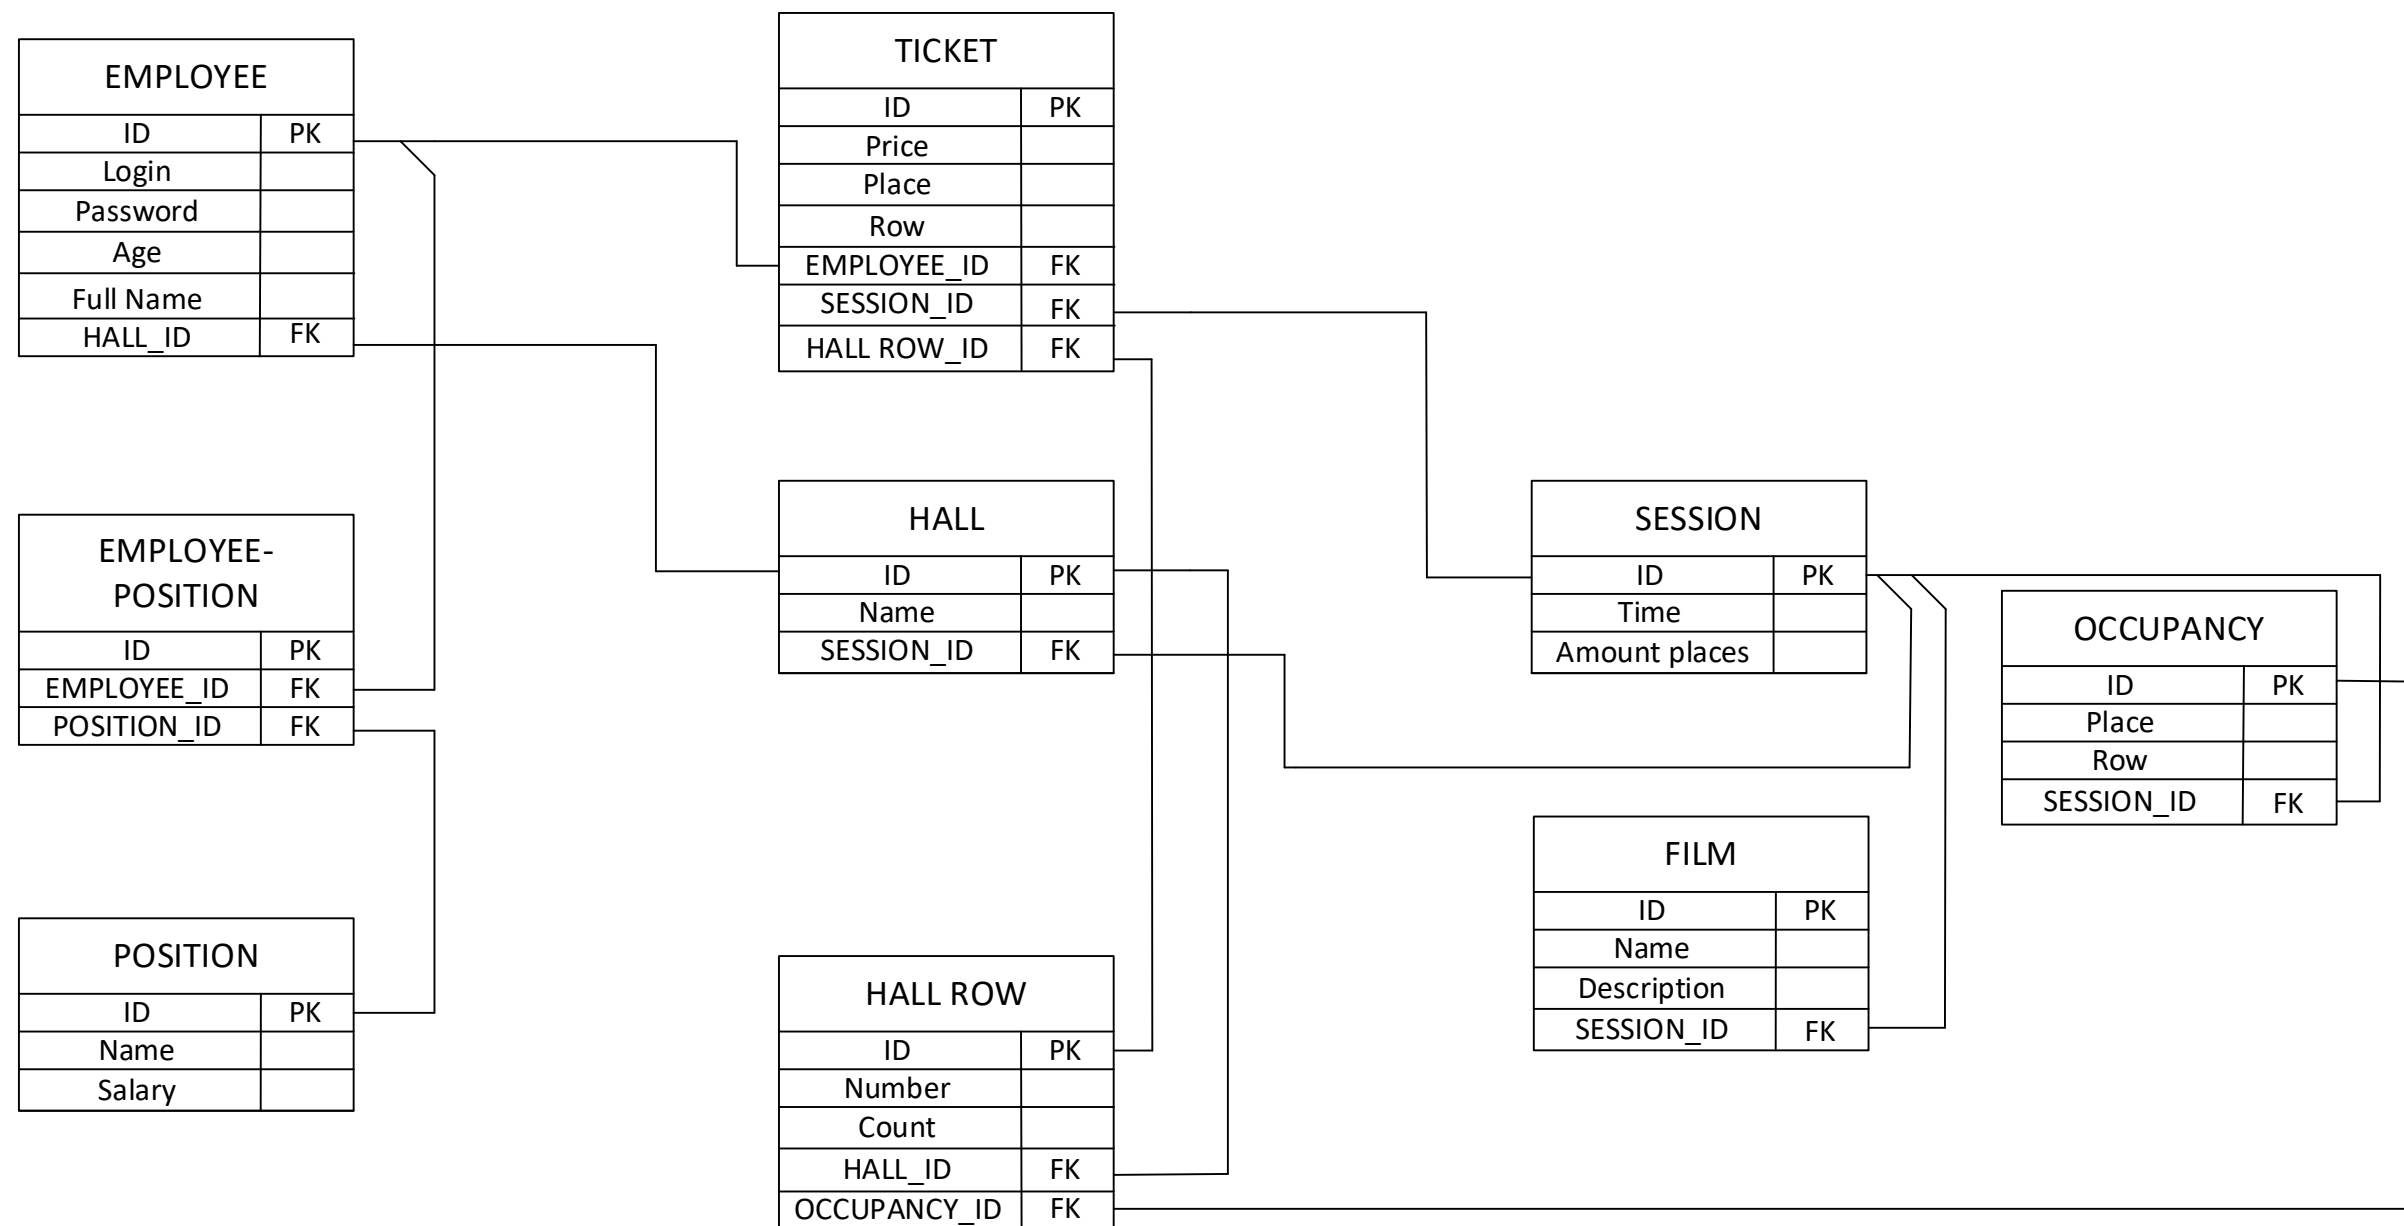 EMPLOYEE
ID PK
Login
Password
Age
Full Name
HALL_ID FK
TICKET
ID PK
Price
Place
Row
EMPLOYEE_ID FK
SESSION_ID FK
HALL ROW_ID FK
EMPLOYEE-
POSITION
ID PK
EMPLOYEE_ID FK
POSITION_ID FK
HALL
ID PK
Name
SESSION_ID FK
SESSION
ID PK
Time
Amount places
OCCUPANCY
ID PK
Place
Row
SESSION_ID FK
FILM
ID PK
Name
Description
SESSION_ID FK
POSITION
ID PK
Name
Salary
HALL ROW
ID PK
Number
Count
HALL_ID FK
OCCUPANCY_ID FK